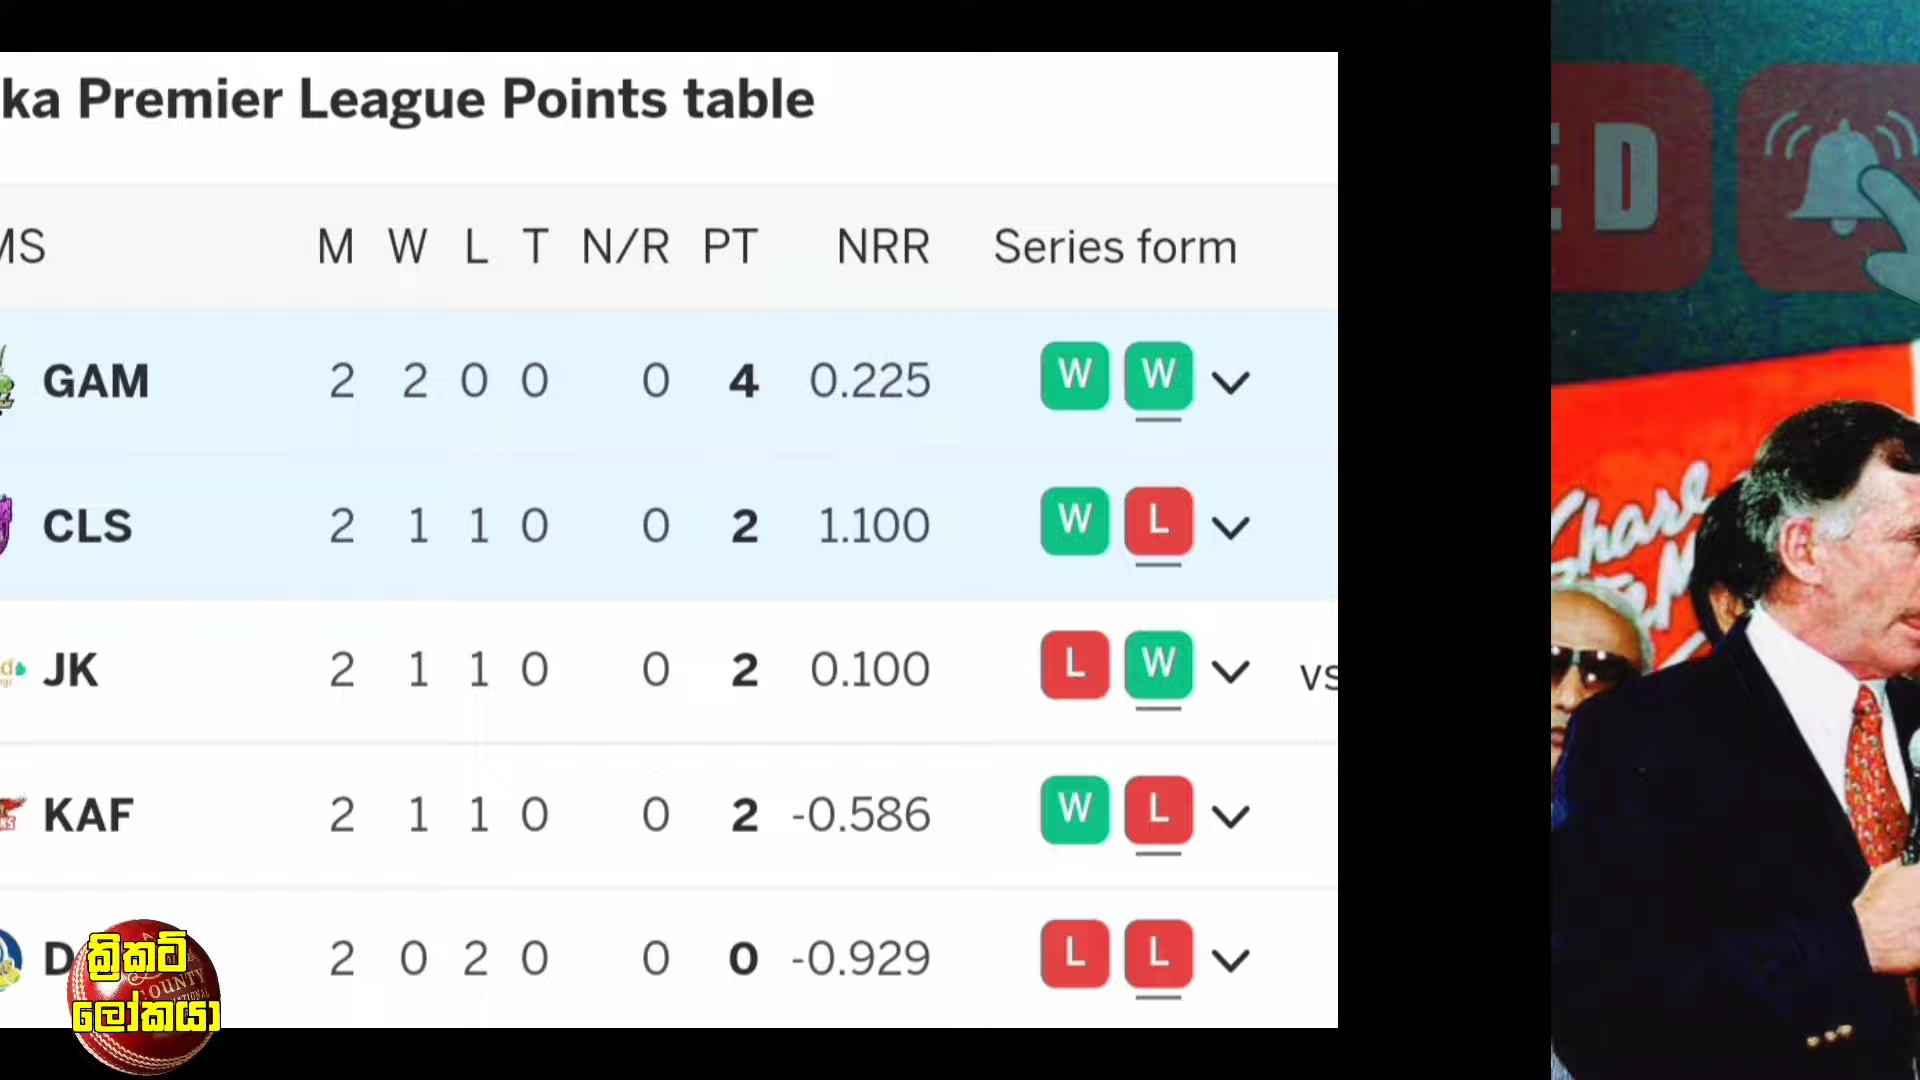 ka Premier League Points table
MS M W L T N/R PT NRR Series form
GAM 2 2 0 0 0 4 0.225 W W
CLS 2 1 1 0 0 2 1.100 W L
JK 2 1 1 0 0 2 0.100 L W vs
KAF 2 1 1 0 0 2 -0.586 W L
D 2 0 2 0 0 0 -0.929 L L
ක්‍රිකට්
ලෝකයා
COUNTY
ED
Share